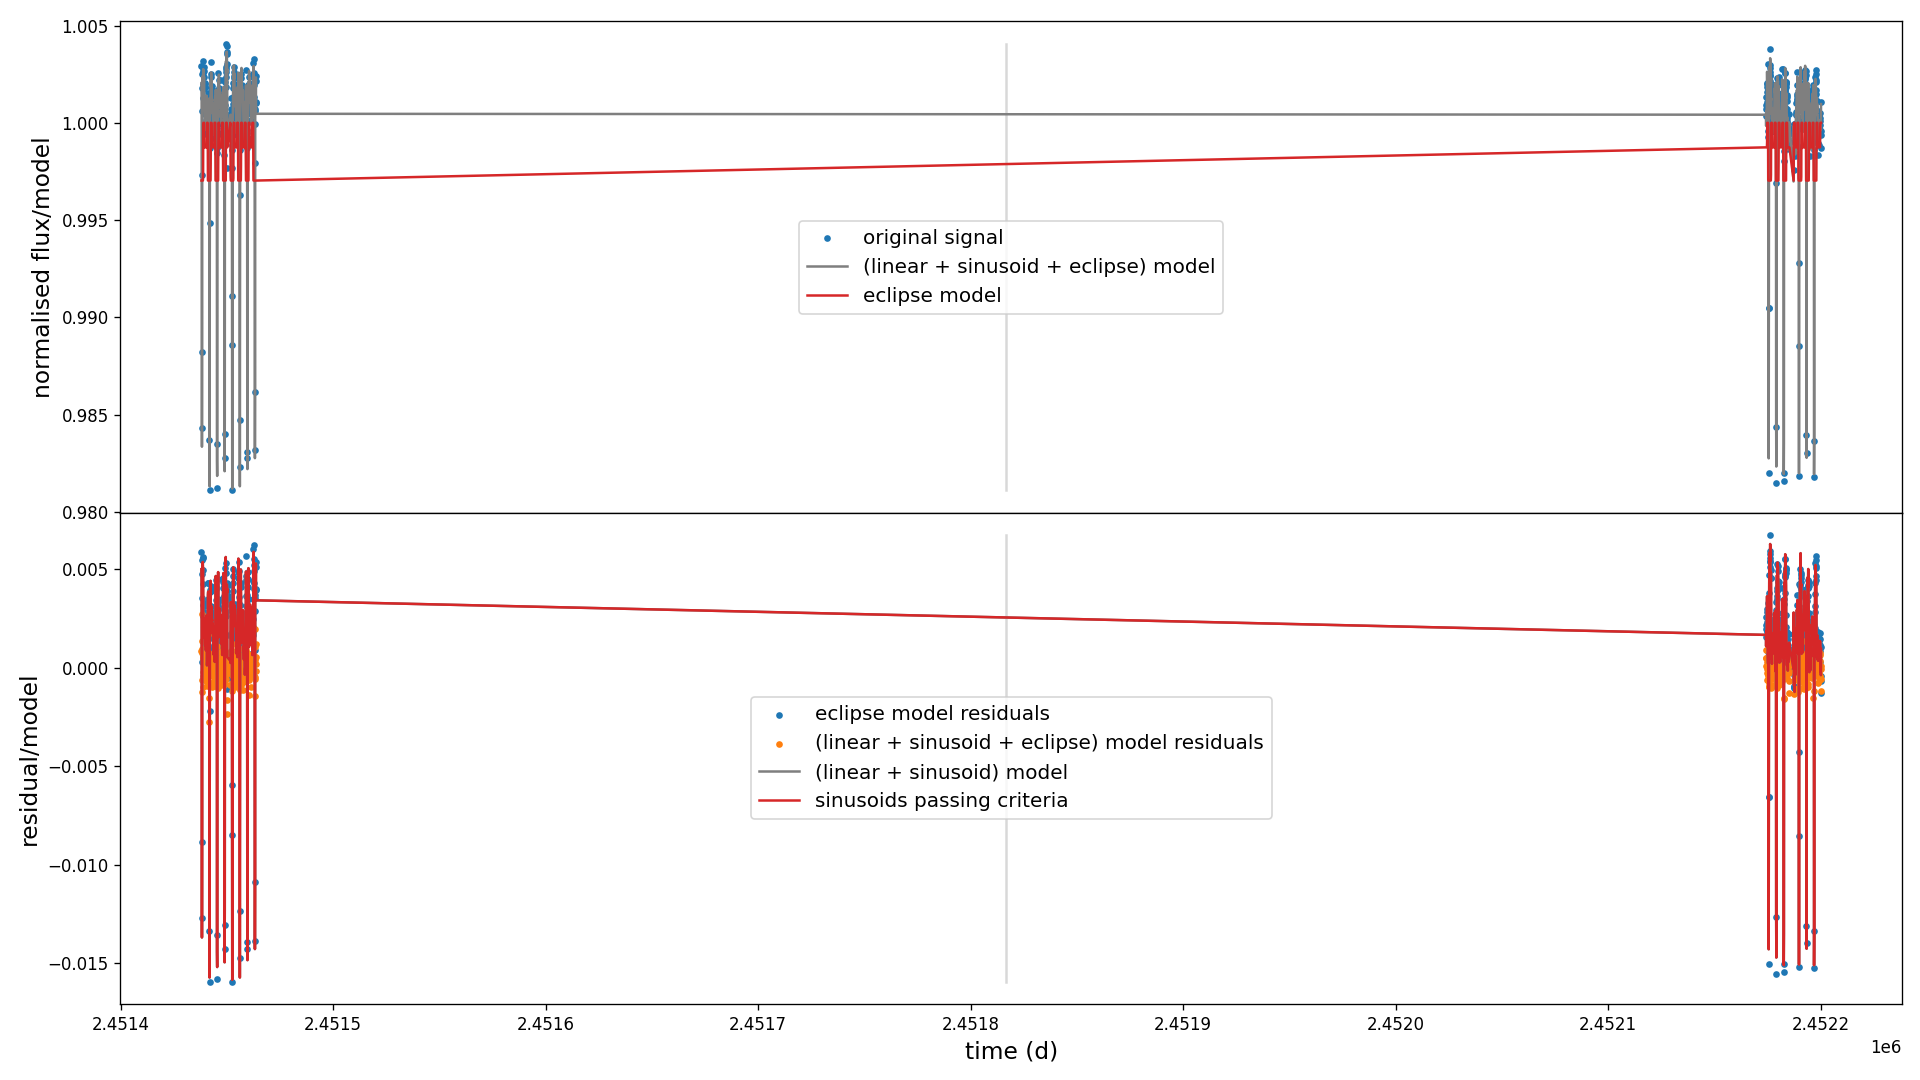 1.005
1.000
0.995
0.990
0.985
0.980
normalised flux/model
original signal
(linear + sinusoid + eclipse) model
eclipse model
0.005
0.000
−0.005
−0.010
−0.015
residual/model
eclipse model residuals
(linear + sinusoid + eclipse) model residuals
(linear + sinusoid) model
sinusoids passing criteria
2.4514 2.4515 2.4516 2.4517 2.4518 2.4519 2.4520 2.4521 2.4522
1e6
time (d)